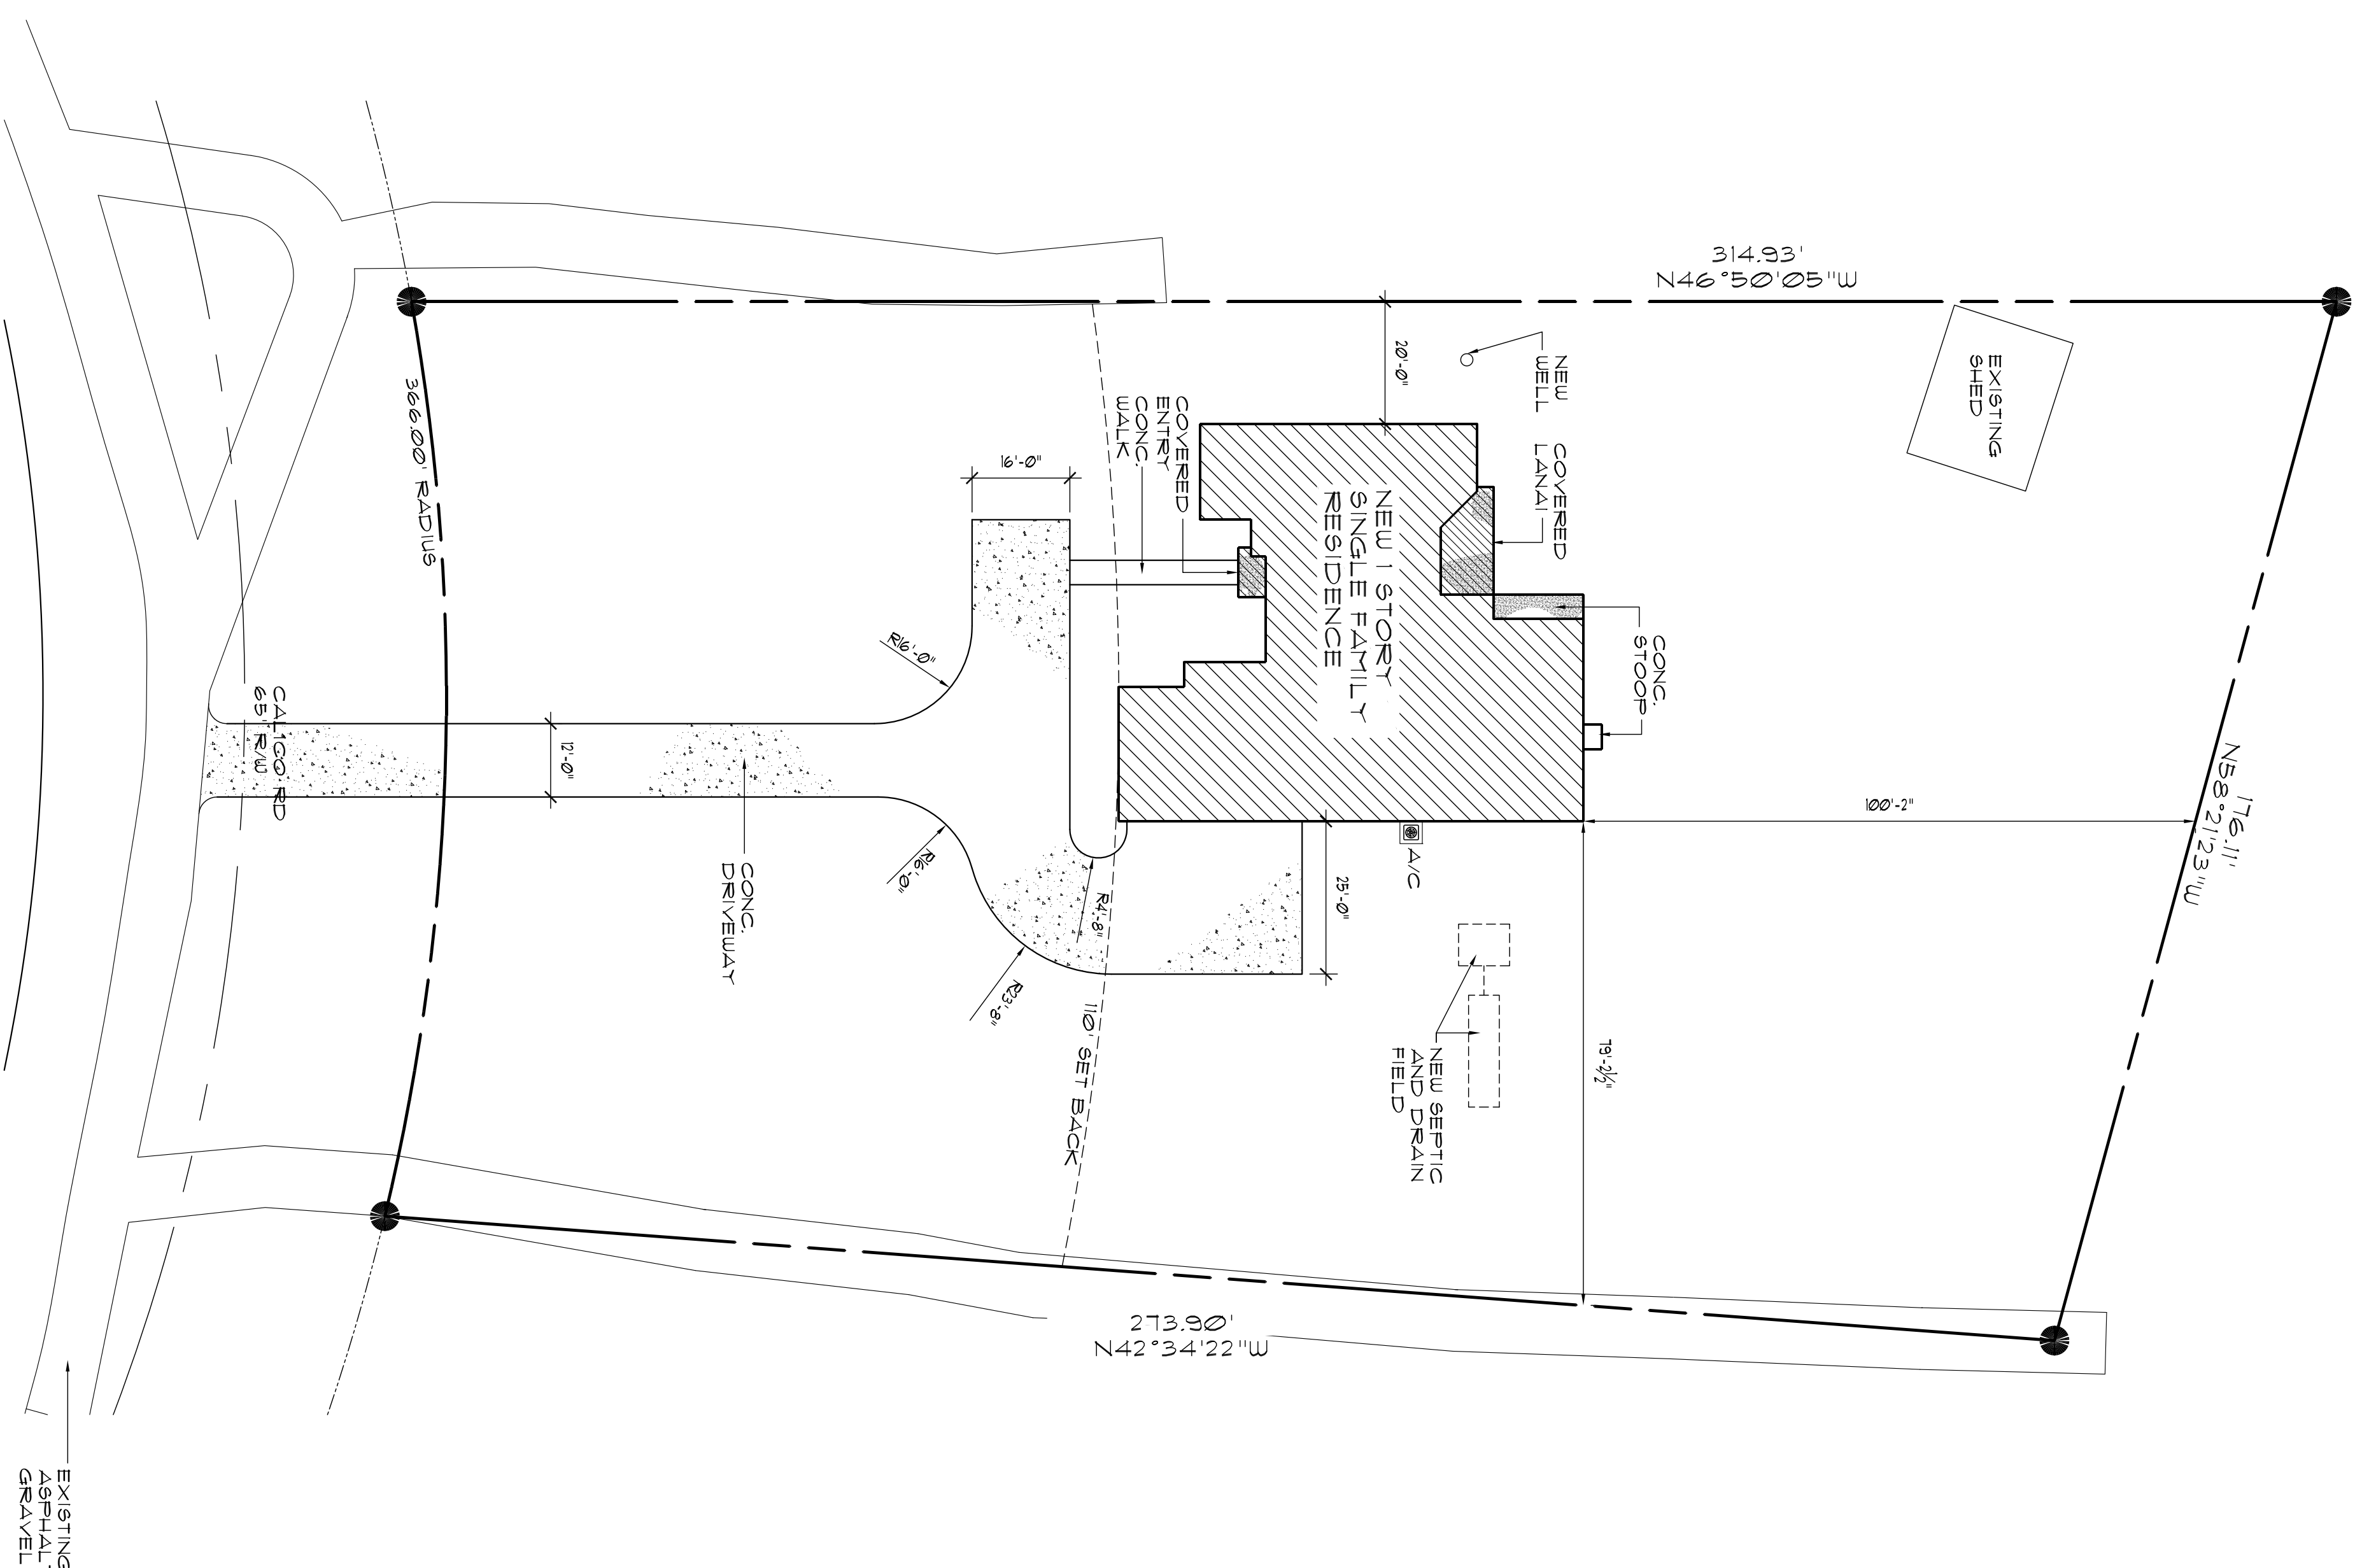 314.93'
N46°50'05"W
EXISTING
SHED
NEW
WELL
COVERED
LANAI
20'-0"
COVERED
ENTRY
CONC.
WALK
16'-0"
366.00' RADIUS
NEW 1 STORY
SINGLE FAMILY
RESIDENCE
CONC.
STOOP
R16'-0"
CALICO RD
65' R/W
12'-0"
100'-2"
176.11'
N58°21'23"W
A/C
R16'-0"
CONC.
DRIVEWAY
R4'-8"
25'-0"
R23'-8"
110' SET BACK
79'-2½"
NEW SEPTIC
AND DRAIN
FIELD
273.90'
N42°34'22"W
EXISTING
ASPHAL
GRAVEL